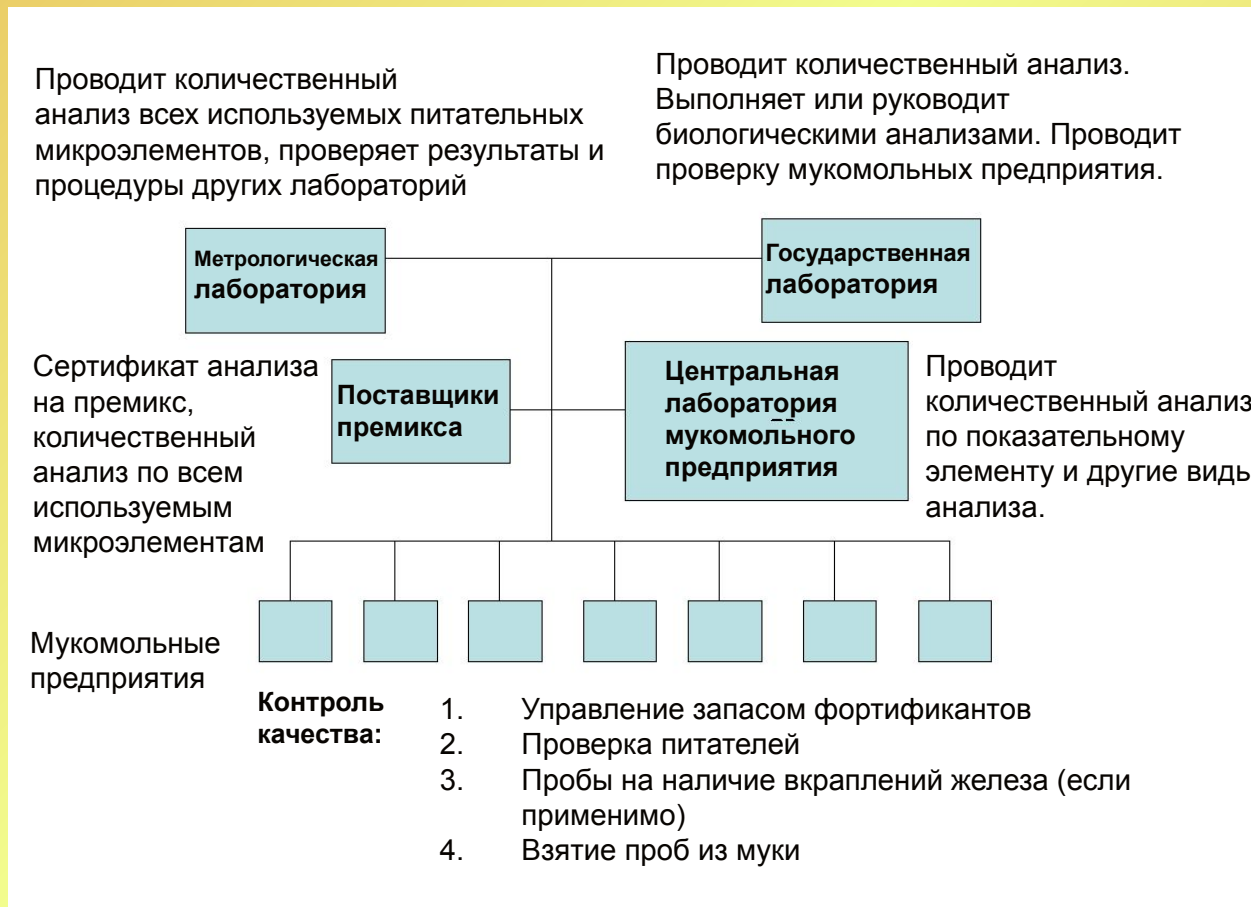 Проводит количественный
анализ всех используемых питательных
микроэлементов, проверяет результаты и
процедуры других лабораторий
Проводит количественный анализ.
Выполняет или руководит
биологическими анализами. Проводит
проверку мукомольных предприятия.
Метрологическая
лаборатория
Государственная
лаборатория
Сертификат анализа
на премикс,
количественный
анализ по всем
используемым
микроэлементам
Поставщики
премикса
Центральная
лаборатория
мукомольного
предприятия
Проводит
количественный анализ
по показательному
элементу и другие виды
анализа.
Мукомольные
предприятия
Контроль
качества:
1. Управление запасом фортификантов
2. Проверка питателей
3. Пробы на наличие вкраплений железа (если
применимо)
4. Взятие проб из муки